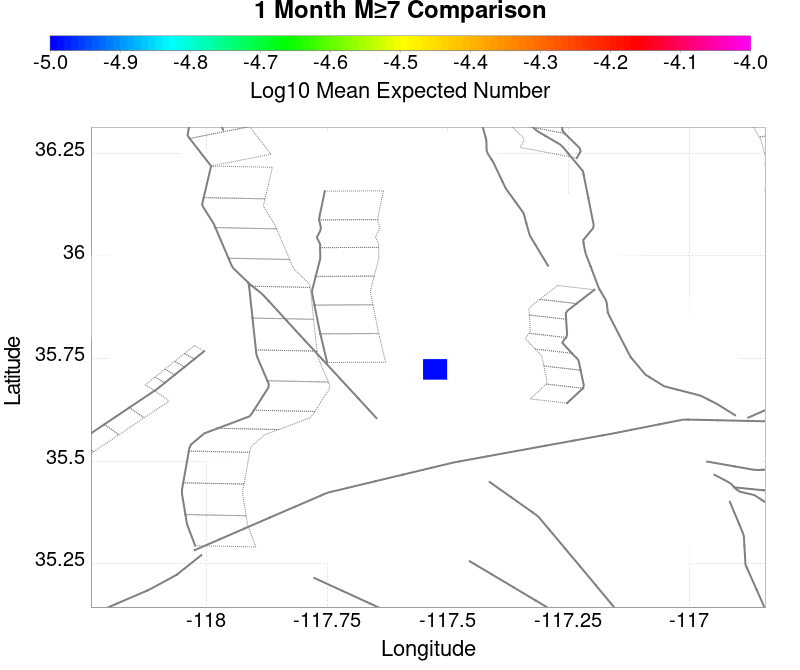 1 Month M≥7 Comparison
-5.0 -4.9 -4.8 -4.7 -4.6 -4.5 -4.4 -4.3 -4.2 -4.1 -4.0
Log10 Mean Expected Number
36.25
36
35.75
35.5
35.25
Latitude
-118 -117.75 -117.5 -117.25 -117
Longitude